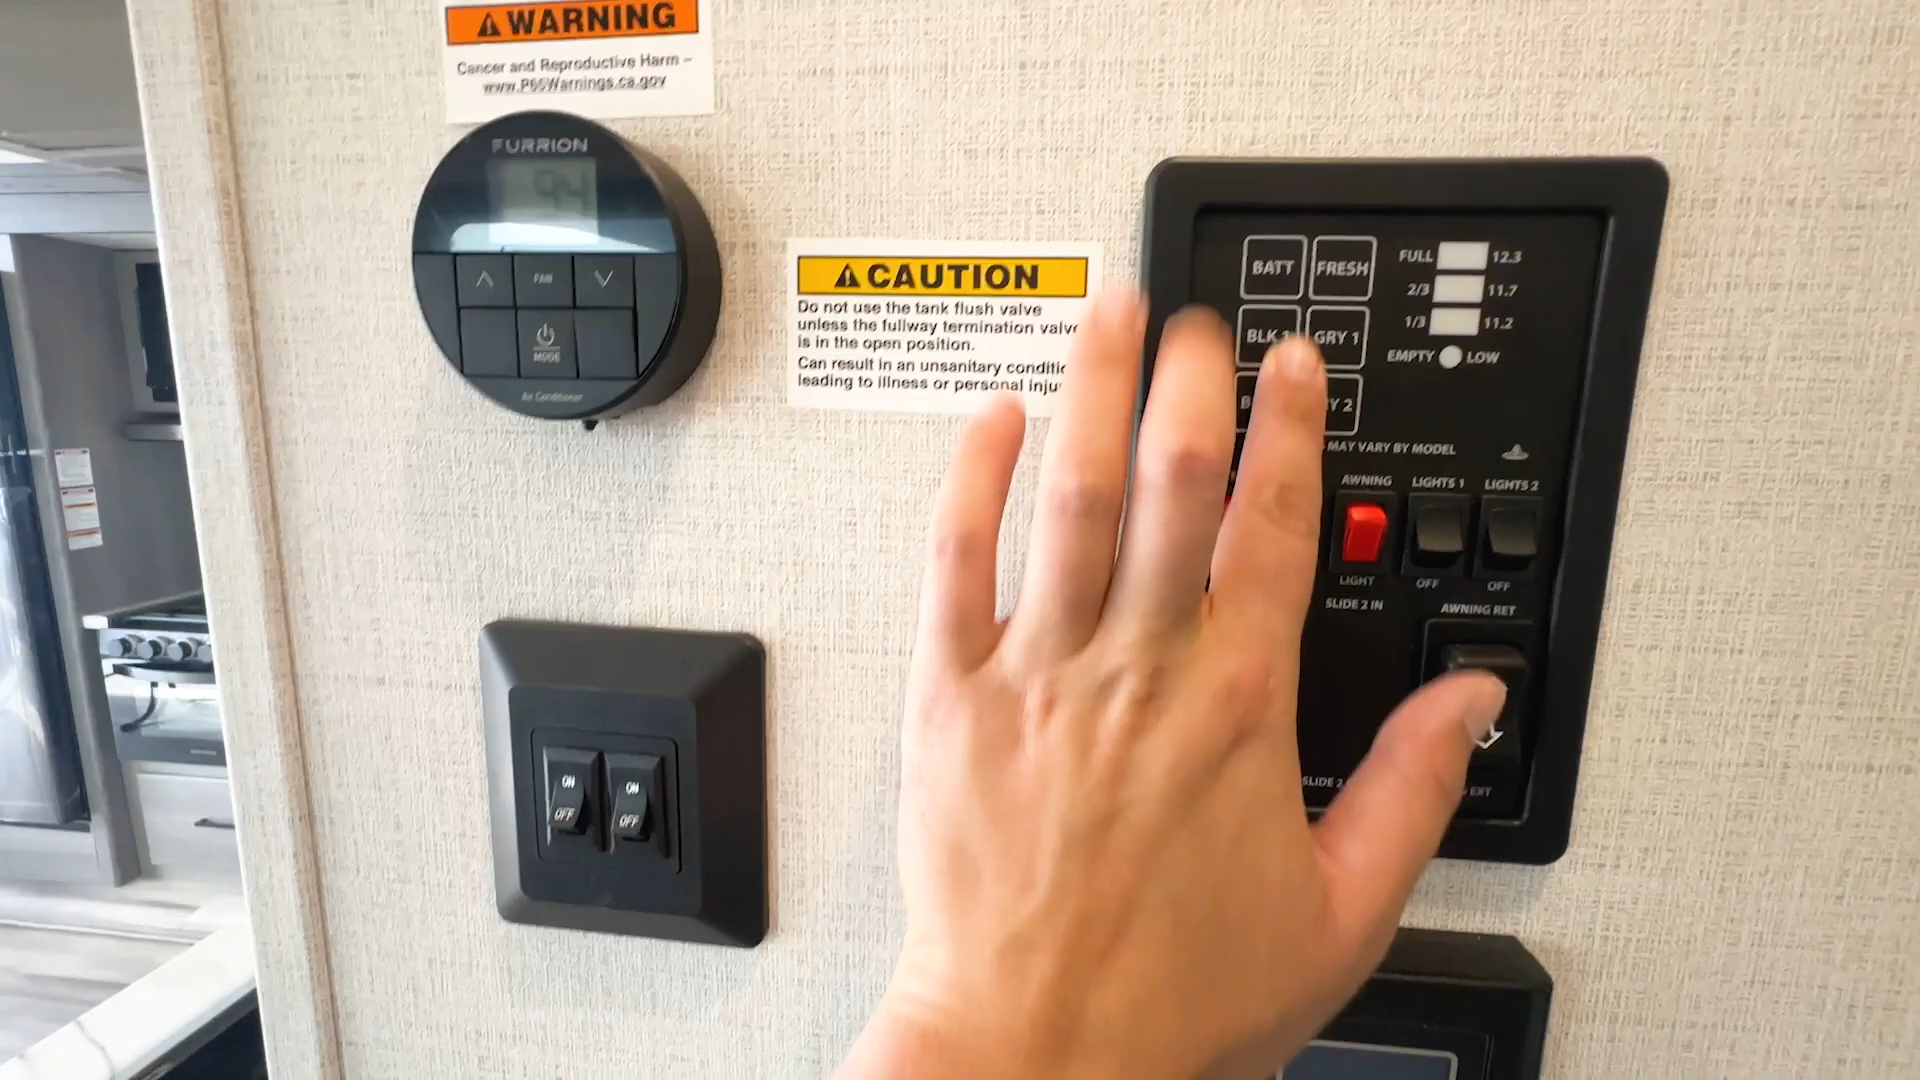 WARNING
Cancer and Reproductive Harm –
www.P65Warnings.ca.gov
FURRION
94
FAN
MODE
Air Conditioner
CAUTION
Do not use the tank flush valve
unless the fullway termination valve
is in the open position.
Can result in an unsanitary conditio
leading to illness or personal inju
BATT FRESH
BLK 1 GRY 1
B Y 2
FULL 12.3
2/3 11.7
1/3 11.2
EMPTY LOW
MAY VARY BY MODEL
AWNING LIGHTS 1 LIGHTS 2
LIGHT OFF OFF
SLIDE 2 IN AWNING RET
SLIDE 2 EXT
ON ON
OFF OFF